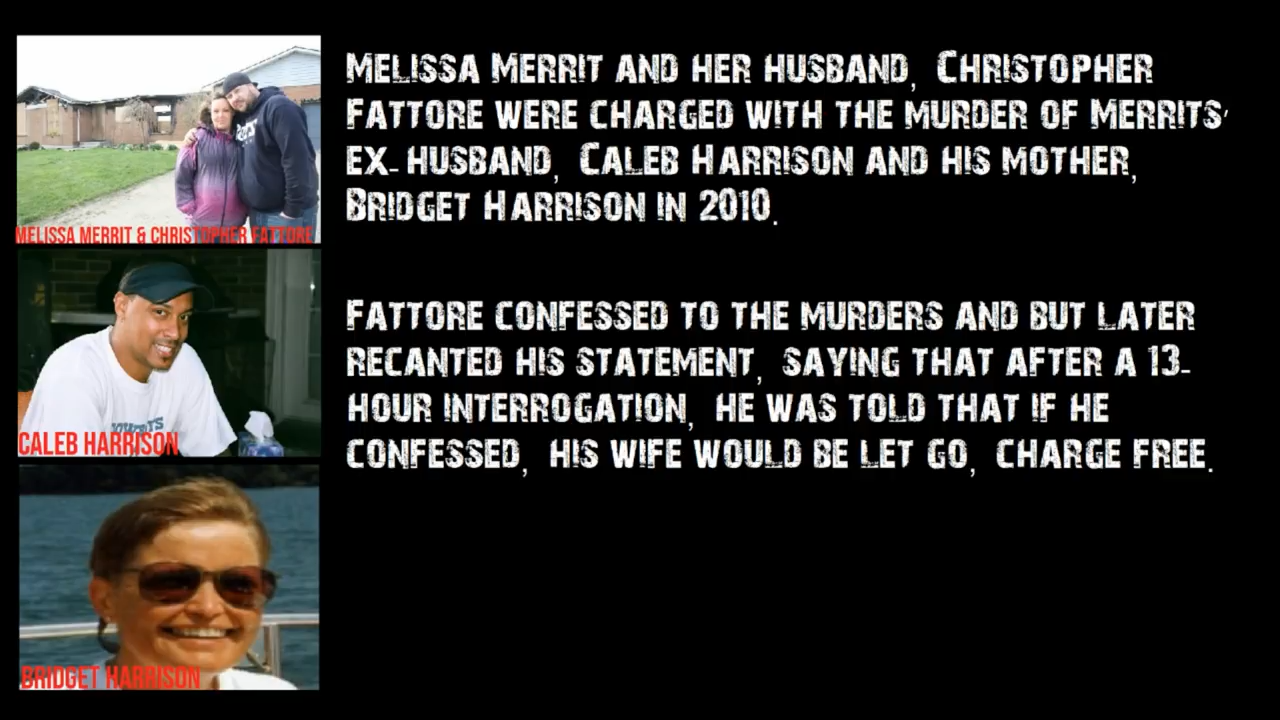 MELISSA MERRIT AND HER HUSBAND, CHRISTOPHER
FATTORE WERE CHARGED WITH THE MURDER OF MERRITS'
EX-HUSBAND, CALEB HARRISON AND HIS MOTHER,
BRIDGET HARRISON IN 2010.
FATTORE CONFESSED TO THE MURDERS AND BUT LATER
RECANTED HIS STATEMENT, SAYING THAT AFTER A 13-
HOUR INTERROGATION, HE WAS TOLD THAT IF HE
CONFESSED, HIS WIFE WOULD BE LET GO, CHARGE FREE.
MELISSA MERRIT & CHRISTOPHER FATTORE
CALEB HARRISON
BRIDGET HARRISON